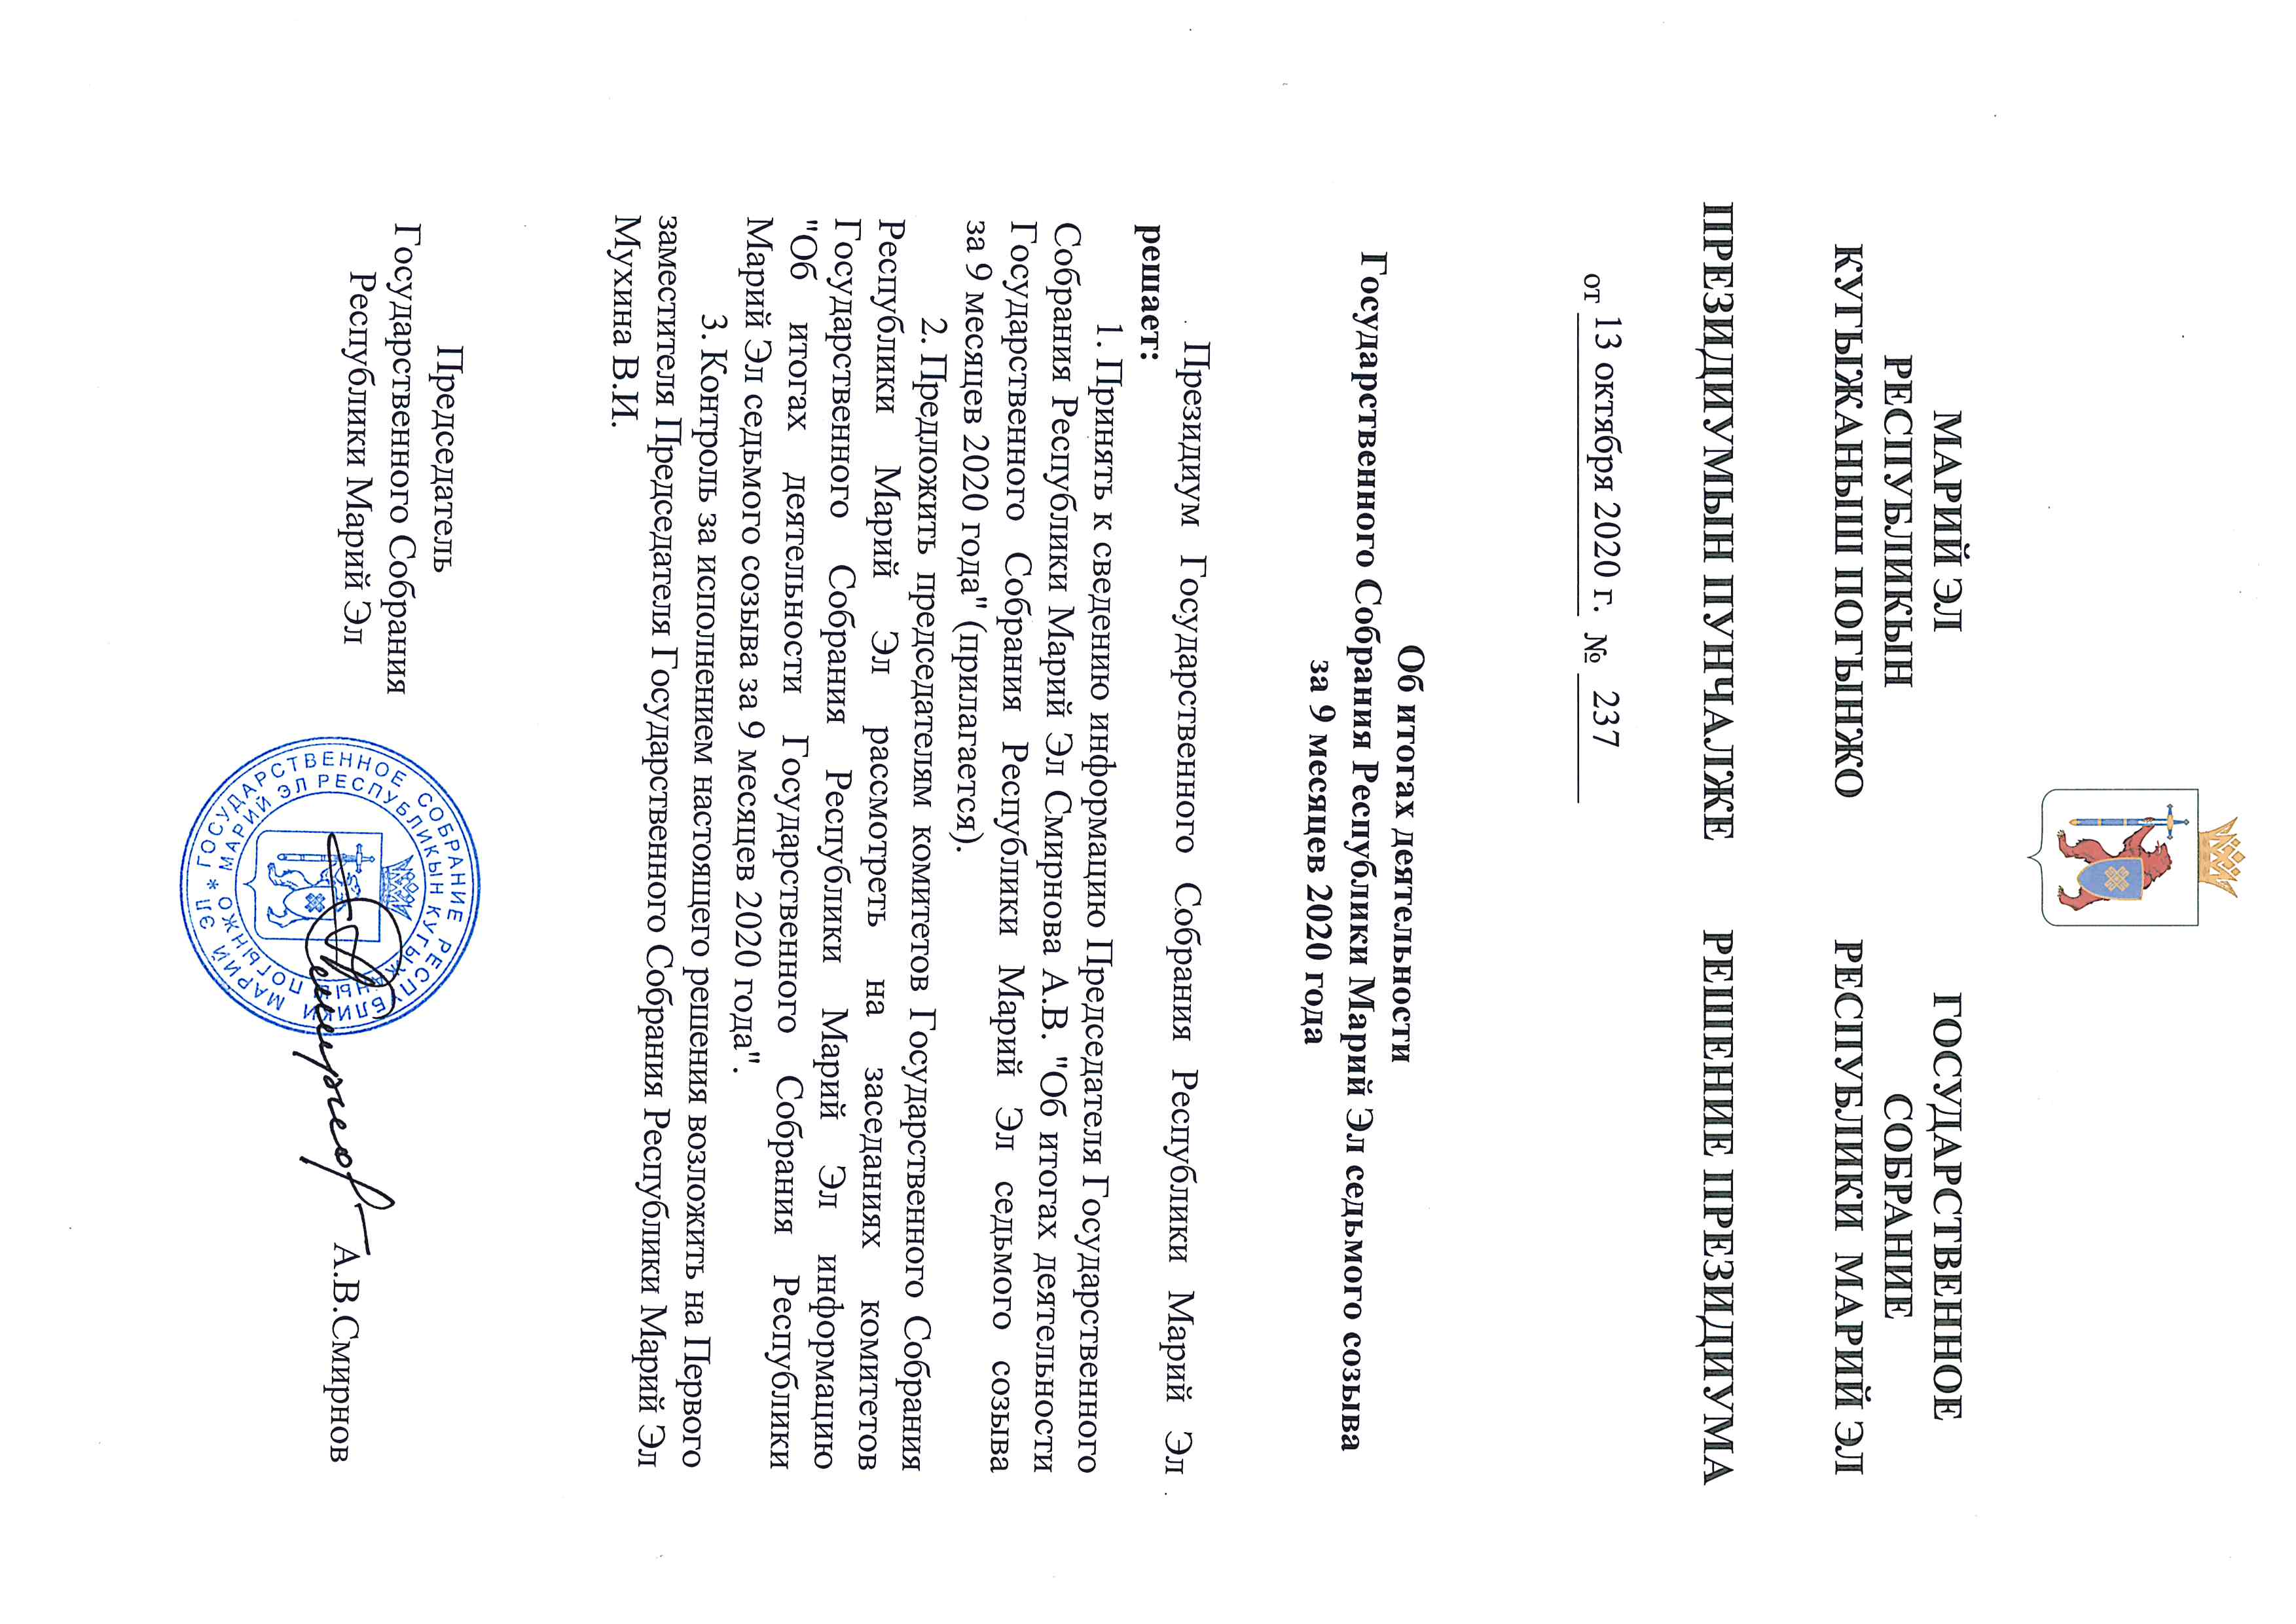 МАРИЙ ЭЛ
РЕСПУБЛИКЫН
КУГЫЖАНЫШ ПОГЫНЖО
ПРЕЗИДИУМЫН ПУНЧАЛЖЕ
ГОСУДАРСТВЕННОЕ
СОБРАНИЕ
РЕСПУБЛИКИ МАРИЙ ЭЛ
РЕШЕНИЕ ПРЕЗИДИУМА
от 13 октября 2020 г. № 237
Об итогах деятельности
Государственного Собрания Республики Марий Эл седьмого созыва
за 9 месяцев 2020 года
Президиум Государственного Собрания Республики Марий Эл
решает:
1. Принять к сведению информацию Председателя Государственного
Собрания Республики Марий Эл Смирнова А.В. "Об итогах деятельности
Государственного Собрания Республики Марий Эл седьмого созыва
за 9 месяцев 2020 года" (прилагается).
2. Предложить председателям комитетов Государственного Собрания
Республики Марий Эл рассмотреть на заседаниях комитетов
Государственного Собрания Республики Марий Эл информацию
"Об итогах деятельности Государственного Собрания Республики
Марий Эл седьмого созыва за 9 месяцев 2020 года".
3. Контроль за исполнением настоящего решения возложить на Первого
заместителя Председателя Государственного Собрания Республики Марий Эл
Мухина В.И.
Председатель
Государственного Собрания
Республики Марий Эл
А.В.Смирнов
ГОСУДАРСТВЕННОЕ СОБРАНИЕ РЕСПУБЛИКИ МАРИЙ ЭЛ *
МАРИЙ ЭЛ РЕСПУБЛИКЫН КУГЫЖАНЫШ ПОГЫНЖО